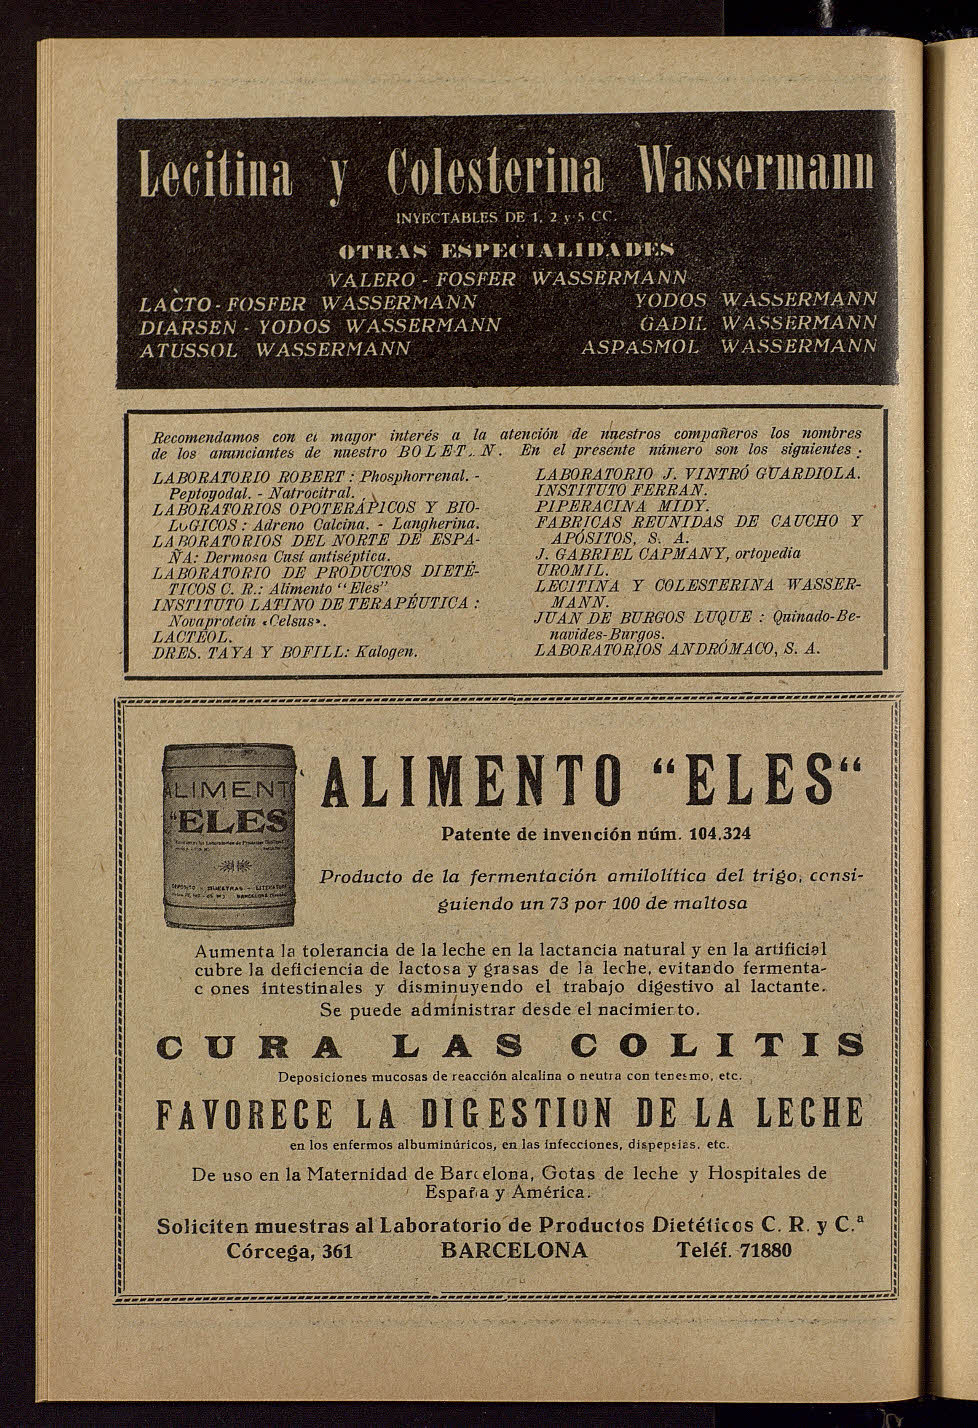 Lecitina y Colesterina Wassermann
INYECTABLES DE 1, 2 y 5 CC.
OTRAS ESPECIALIDADES
VALERO - FOSFER WASSERMANN
LACTO - FOSFER WASSERMANN
YODOS WASSERMANN
DIARSEN - YODOS WASSERMANN
GADIL WASSERMANN
ATUSSOL WASSERMANN
ASPASMOL WASSERMANN
Recomendamos con el mayor interés a la atención de nuestros compañeros los nombres
de los anunciantes de nuestro BOLET. N. En el presente número son los siguientes:
LABORATORIO ROBERT: Phosphorrenal. -
Peptoyodal. - Natrocitral.
LABORATORIOS OPOTERÁPICOS Y BIO-
LOGICOS: Adreno Calcina. - Langherina.
LABORATORIOS DEL NORTE DE ESPA-
ÑA: Dermosa Cusí antiséptica.
LABORATORIO DE PRODUCTOS DIETÉ-
TICOS C. R.: Alimento "Eles"
INSTITUTO LATINO DE TERAPÉUTICA:
Novaprotein «Celsus».
LACTÉOL.
DRES. TAYA Y BOFILL: Kalogen.
LABORATORIO J. VINTRÓ GUARDIOLA.
INSTITUTO FERRAN.
PIPERACINA MIDY.
FABRICAS REUNIDAS DE CAUCHO Y
APÓSITOS, S. A.
J. GABRIEL CAPMANY, ortopedia
UROMIL.
LECITINA Y COLESTERINA WASSER-
MANN.
JUAN DE BURGOS LUQUE: Quinado-Be-
navides-Burgos.
LABORATORIOS ANDRÓMACO, S. A.
ALIMENT
"ELES
DEPOSITO - MUESTRAS - LITERATURA
ALIMENTO "ELES"
Patente de invención núm. 104.324
Producto de la fermentación amilolítica del trigo, consi-
guiendo un 73 por 100 de maltosa
Aumenta la tolerancia de la leche en la lactancia natural y en la artificial
cubre la deficiencia de lactosa y grasas de la leche, evitando fermenta-
c ones intestinales y disminuyendo el trabajo digestivo al lactante.
Se puede administrar desde el nacimiento.
CURA LAS COLITIS
Deposiciones mucosas de reacción alcalina o neutra con tenesmo, etc.
FAVORECE LA DIGESTION DE LA LECHE
en los enfermos albuminúricos, en las infecciones, dispepsias, etc.
De uso en la Maternidad de Barcelona, Gotas de leche y Hospitales de
España y América.
Soliciten muestras al Laboratorio de Productos Dietéticos C. R. y C.ª
Córcega, 361 BARCELONA Teléf. 71880